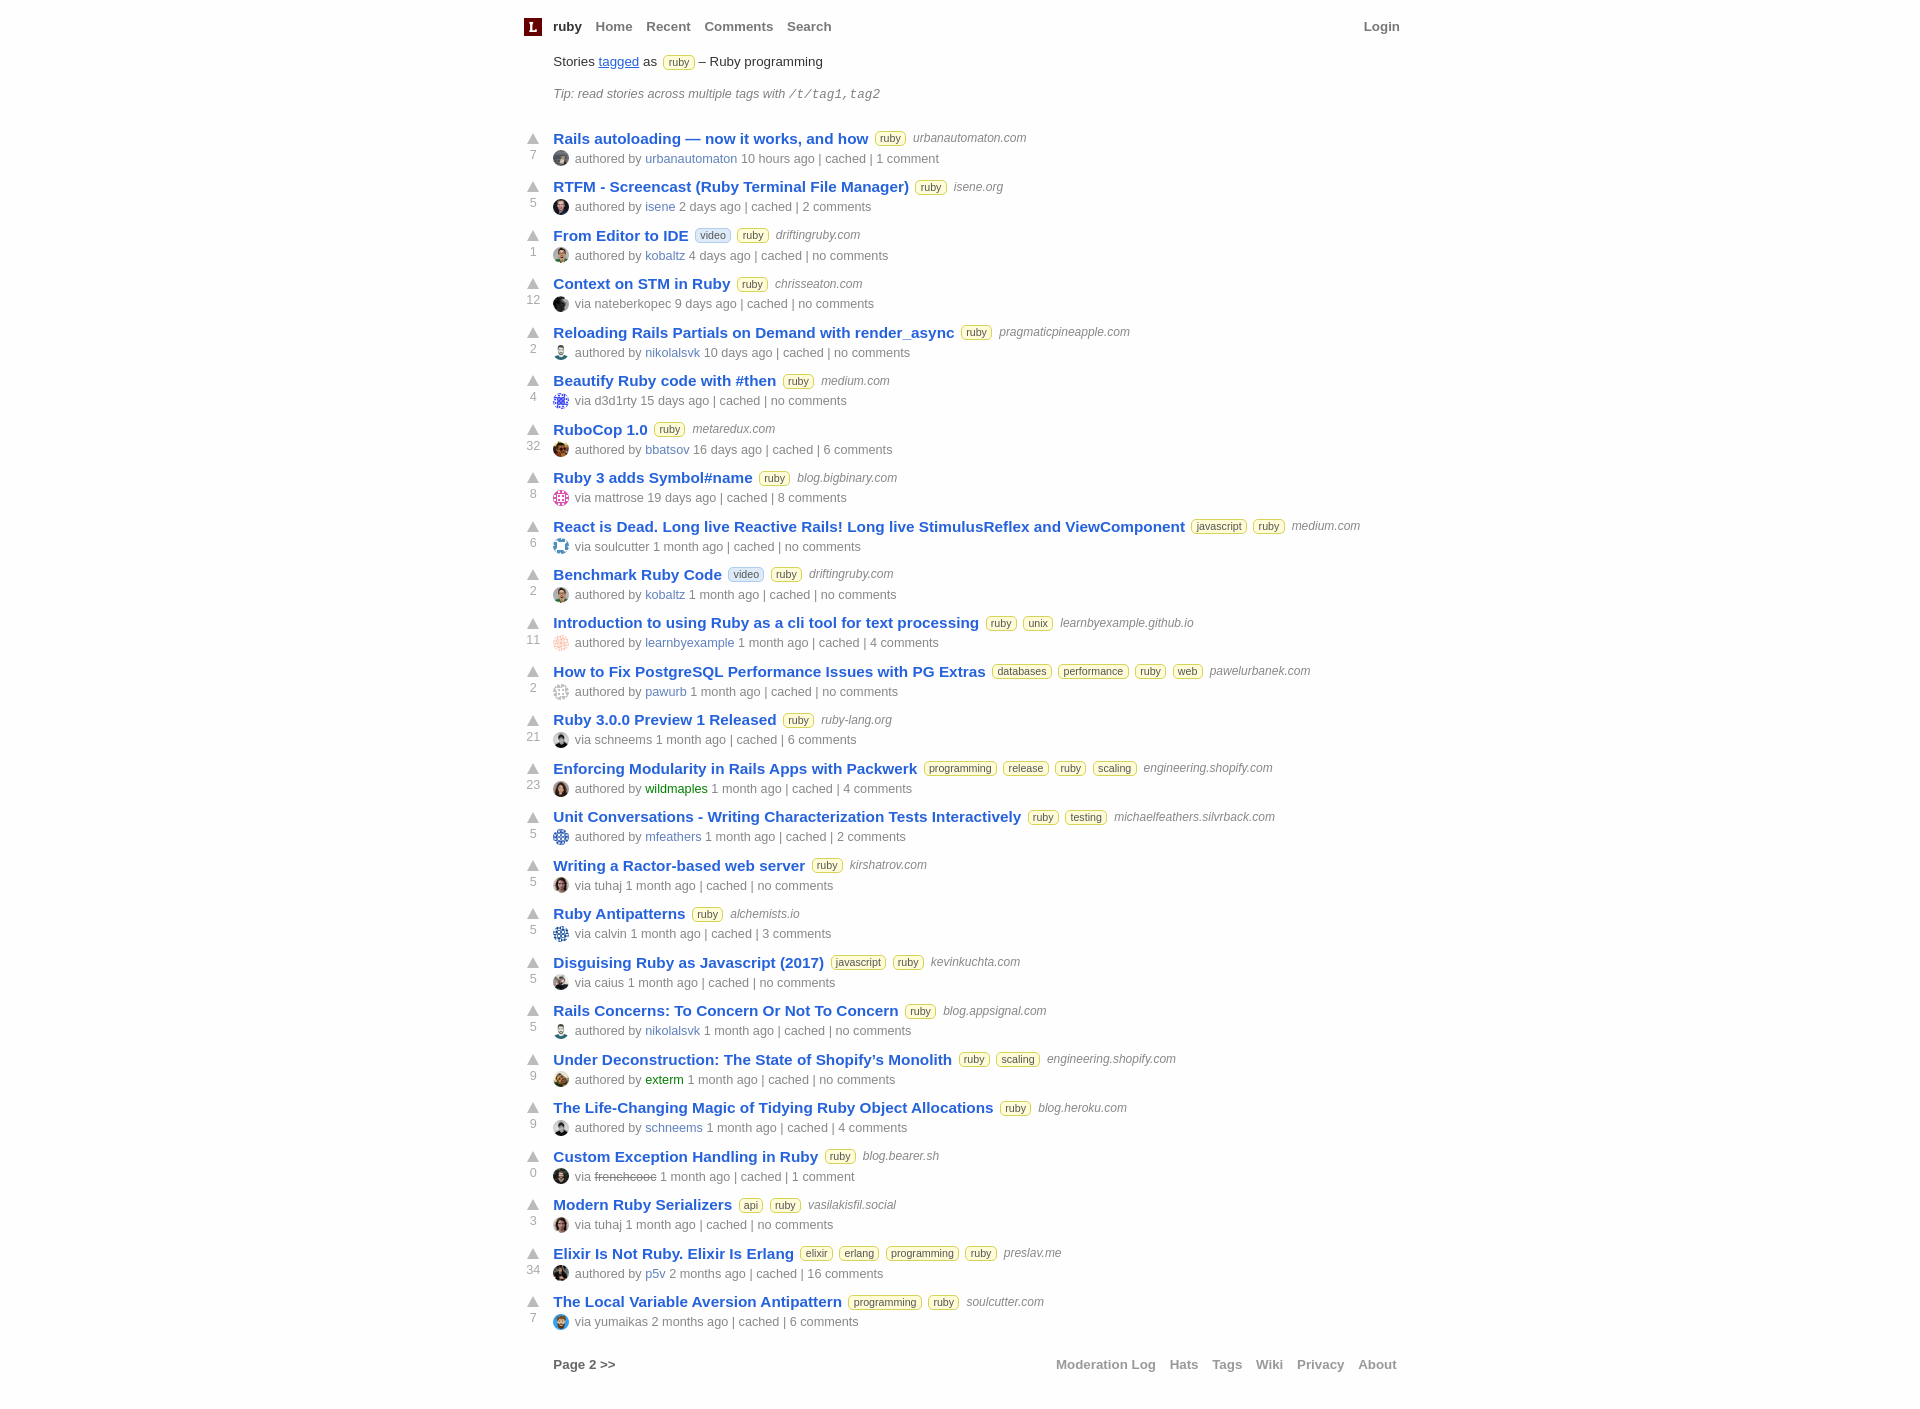 L ruby Home Recent Comments Search Login
Stories tagged as ruby – Ruby programming
Tip: read stories across multiple tags with /t/tag1,tag2
Rails autoloading — now it works, and how ruby urbanautomaton.com
7 authored by urbanautomaton 10 hours ago | cached | 1 comment
RTFM - Screencast (Ruby Terminal File Manager) ruby isene.org
5 authored by isene 2 days ago | cached | 2 comments
From Editor to IDE video ruby driftingruby.com
1 authored by kobaltz 4 days ago | cached | no comments
Context on STM in Ruby ruby chrisseaton.com
12 via nateberkopec 9 days ago | cached | no comments
Reloading Rails Partials on Demand with render_async ruby pragmaticpineapple.com
2 authored by nikolalsvk 10 days ago | cached | no comments
Beautify Ruby code with #then ruby medium.com
4 via d3d1rty 15 days ago | cached | no comments
RuboCop 1.0 ruby metaredux.com
32 authored by bbatsov 16 days ago | cached | 6 comments
Ruby 3 adds Symbol#name ruby blog.bigbinary.com
8 via mattrose 19 days ago | cached | 8 comments
React is Dead. Long live Reactive Rails! Long live StimulusReflex and ViewComponent javascript ruby medium.com
6 via soulcutter 1 month ago | cached | no comments
Benchmark Ruby Code video ruby driftingruby.com
2 authored by kobaltz 1 month ago | cached | no comments
Introduction to using Ruby as a cli tool for text processing ruby unix learnbyexample.github.io
11 authored by learnbyexample 1 month ago | cached | 4 comments
How to Fix PostgreSQL Performance Issues with PG Extras databases performance ruby web pawelurbanek.com
2 authored by pawurb 1 month ago | cached | no comments
Ruby 3.0.0 Preview 1 Released ruby ruby-lang.org
21 via schneems 1 month ago | cached | 6 comments
Enforcing Modularity in Rails Apps with Packwerk programming release ruby scaling engineering.shopify.com
23 authored by wildmaples 1 month ago | cached | 4 comments
Unit Conversations - Writing Characterization Tests Interactively ruby testing michaelfeathers.silvrback.com
5 authored by mfeathers 1 month ago | cached | 2 comments
Writing a Ractor-based web server ruby kirshatrov.com
5 via tuhaj 1 month ago | cached | no comments
Ruby Antipatterns ruby alchemists.io
5 via calvin 1 month ago | cached | 3 comments
Disguising Ruby as Javascript (2017) javascript ruby kevinkuchta.com
5 via caius 1 month ago | cached | no comments
Rails Concerns: To Concern Or Not To Concern ruby blog.appsignal.com
5 authored by nikolalsvk 1 month ago | cached | no comments
Under Deconstruction: The State of Shopify’s Monolith ruby scaling engineering.shopify.com
9 authored by exterm 1 month ago | cached | no comments
The Life-Changing Magic of Tidying Ruby Object Allocations ruby blog.heroku.com
9 authored by schneems 1 month ago | cached | 4 comments
Custom Exception Handling in Ruby ruby blog.bearer.sh
0 via frenchcooc 1 month ago | cached | 1 comment
Modern Ruby Serializers api ruby vasilakisfil.social
3 via tuhaj 1 month ago | cached | no comments
Elixir Is Not Ruby. Elixir Is Erlang elixir erlang programming ruby preslav.me
34 authored by p5v 2 months ago | cached | 16 comments
The Local Variable Aversion Antipattern programming ruby soulcutter.com
7 via yumaikas 2 months ago | cached | 6 comments
Page 2 >> Moderation Log Hats Tags Wiki Privacy About